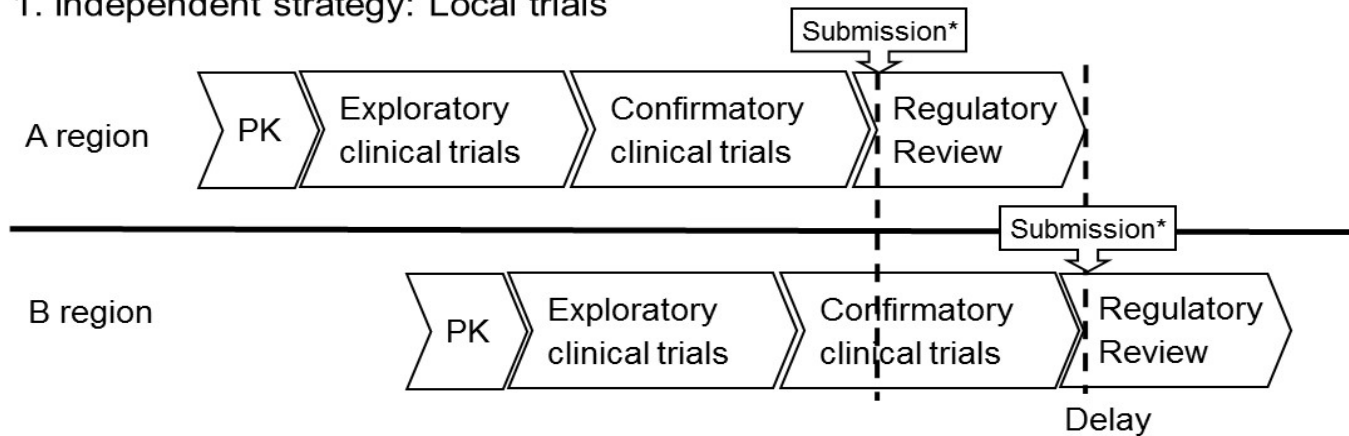 1. Independent strategy: Local trials
Submission*
A region
PK
Exploratory
clinical trials
Confirmatory
clinical trials
Regulatory
Review
Submission*
B region
PK
Exploratory
clinical trials
Confirmatory
clinical trials
Regulatory
Review
Delay